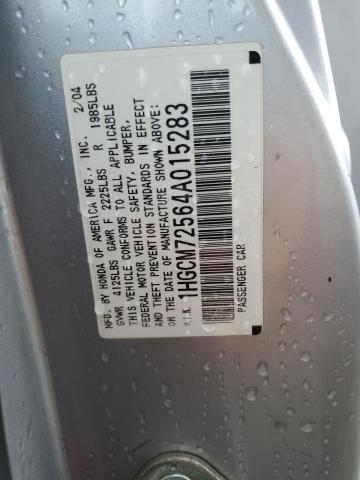 MFD. BY HONDA OF AMERICA MFG., INC. 2/04
GVWR 4125LBS GAWR F 2225LBS R 1985LBS
THIS VEHICLE CONFORMS TO ALL APPLICABLE
FEDERAL MOTOR VEHICLE SAFETY, BUMPER,
AND THEFT PREVENTION STANDARDS IN EFFECT
ON THE DATE OF MANUFACTURE SHOWN ABOVE.
V.I.N. 1HGCM72564A015283
PASSENGER CAR